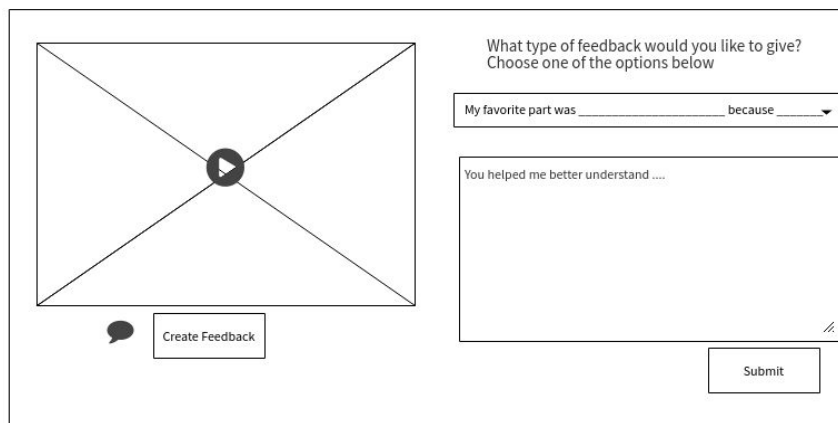 What type of feedback would you like to give?
Choose one of the options below
My favorite part was ______________________ because _______
You helped me better understand ....
Create Feedback
Submit